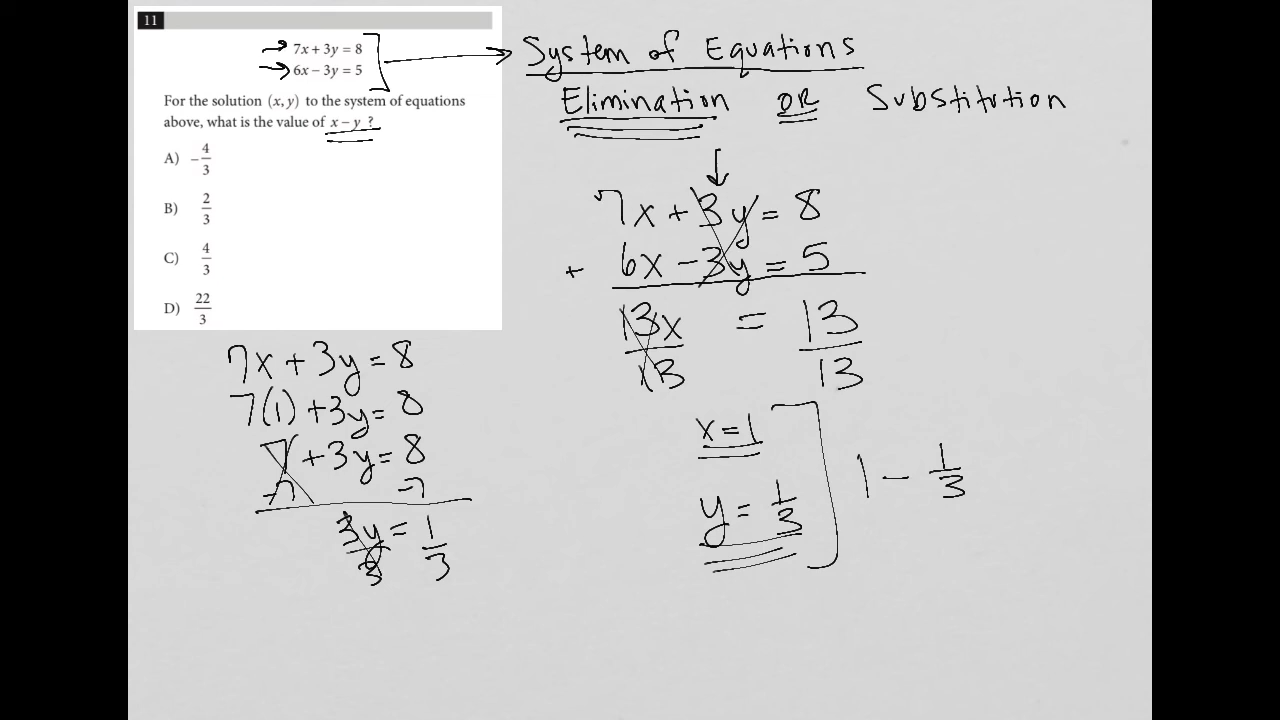 11
7x + 3y = 8
6x − 3y = 5
For the solution (x, y) to the system of equations
above, what is the value of x − y ?
A) −4/3
B) 2/3
C) 4/3
D) 22/3
System of Equations
Elimination OR Substitution
7x + 3y = 8
+ 6x − 3y = 5
13x = 13
13 13
x = 1
y = 1/3
1 − 1/3
7x + 3y = 8
7(1) + 3y = 8
7 + 3y = 8
−7 −7
3y = 1
3 3